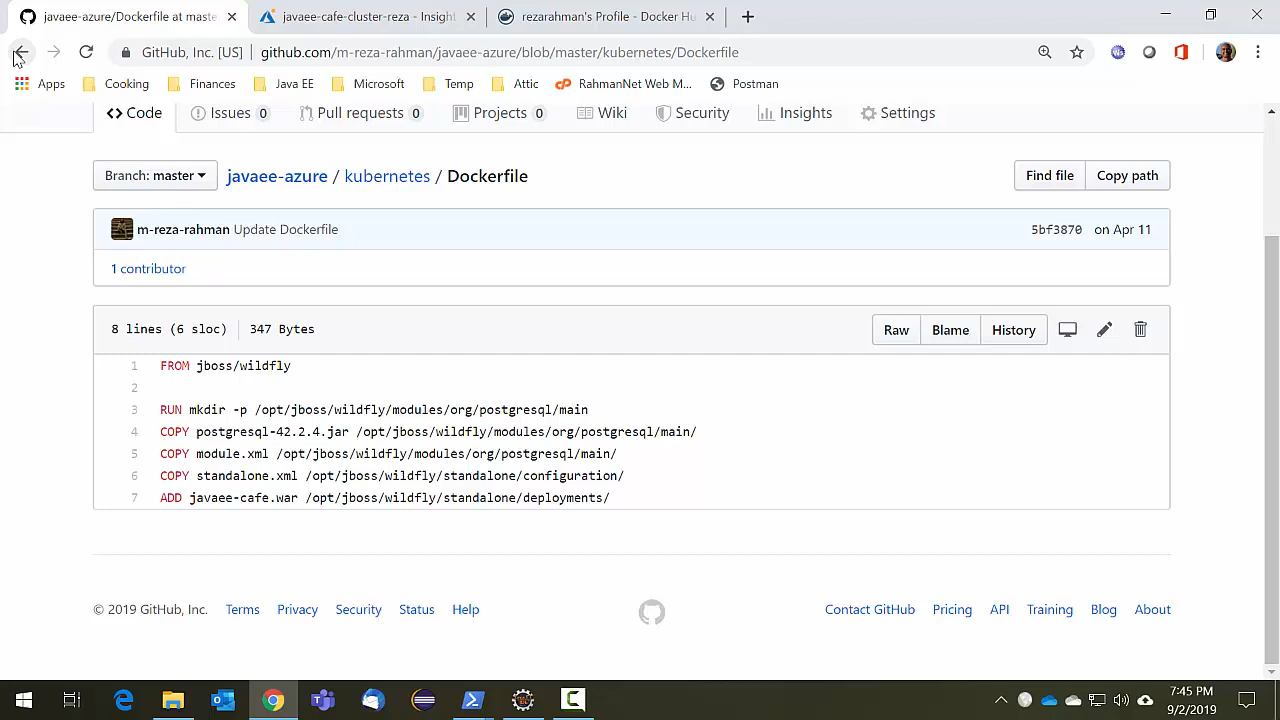 javaee-azure/Dockerfile at maste
javaee-cafe-cluster-reza - Insight
rezarahman's Profile - Docker Hu
GitHub, Inc. [US] | github.com/m-reza-rahman/javaee-azure/blob/master/kubernetes/Dockerfile
Apps Cooking Finances Java EE Microsoft Temp Attic RahmanNet Web M... Postman
<> Code Issues 0 Pull requests 0 Projects 0 Wiki Security Insights Settings
Branch: master javaee-azure / kubernetes / Dockerfile Find file Copy path
m-reza-rahman Update Dockerfile 5bf3870 on Apr 11
1 contributor
8 lines (6 sloc) 347 Bytes Raw Blame History
1 FROM jboss/wildfly
2
3 RUN mkdir -p /opt/jboss/wildfly/modules/org/postgresql/main
4 COPY postgresql-42.2.4.jar /opt/jboss/wildfly/modules/org/postgresql/main/
5 COPY module.xml /opt/jboss/wildfly/modules/org/postgresql/main/
6 COPY standalone.xml /opt/jboss/wildfly/standalone/configuration/
7 ADD javaee-cafe.war /opt/jboss/wildfly/standalone/deployments/
© 2019 GitHub, Inc. Terms Privacy Security Status Help Contact GitHub Pricing API Training Blog About
7:45 PM
9/2/2019